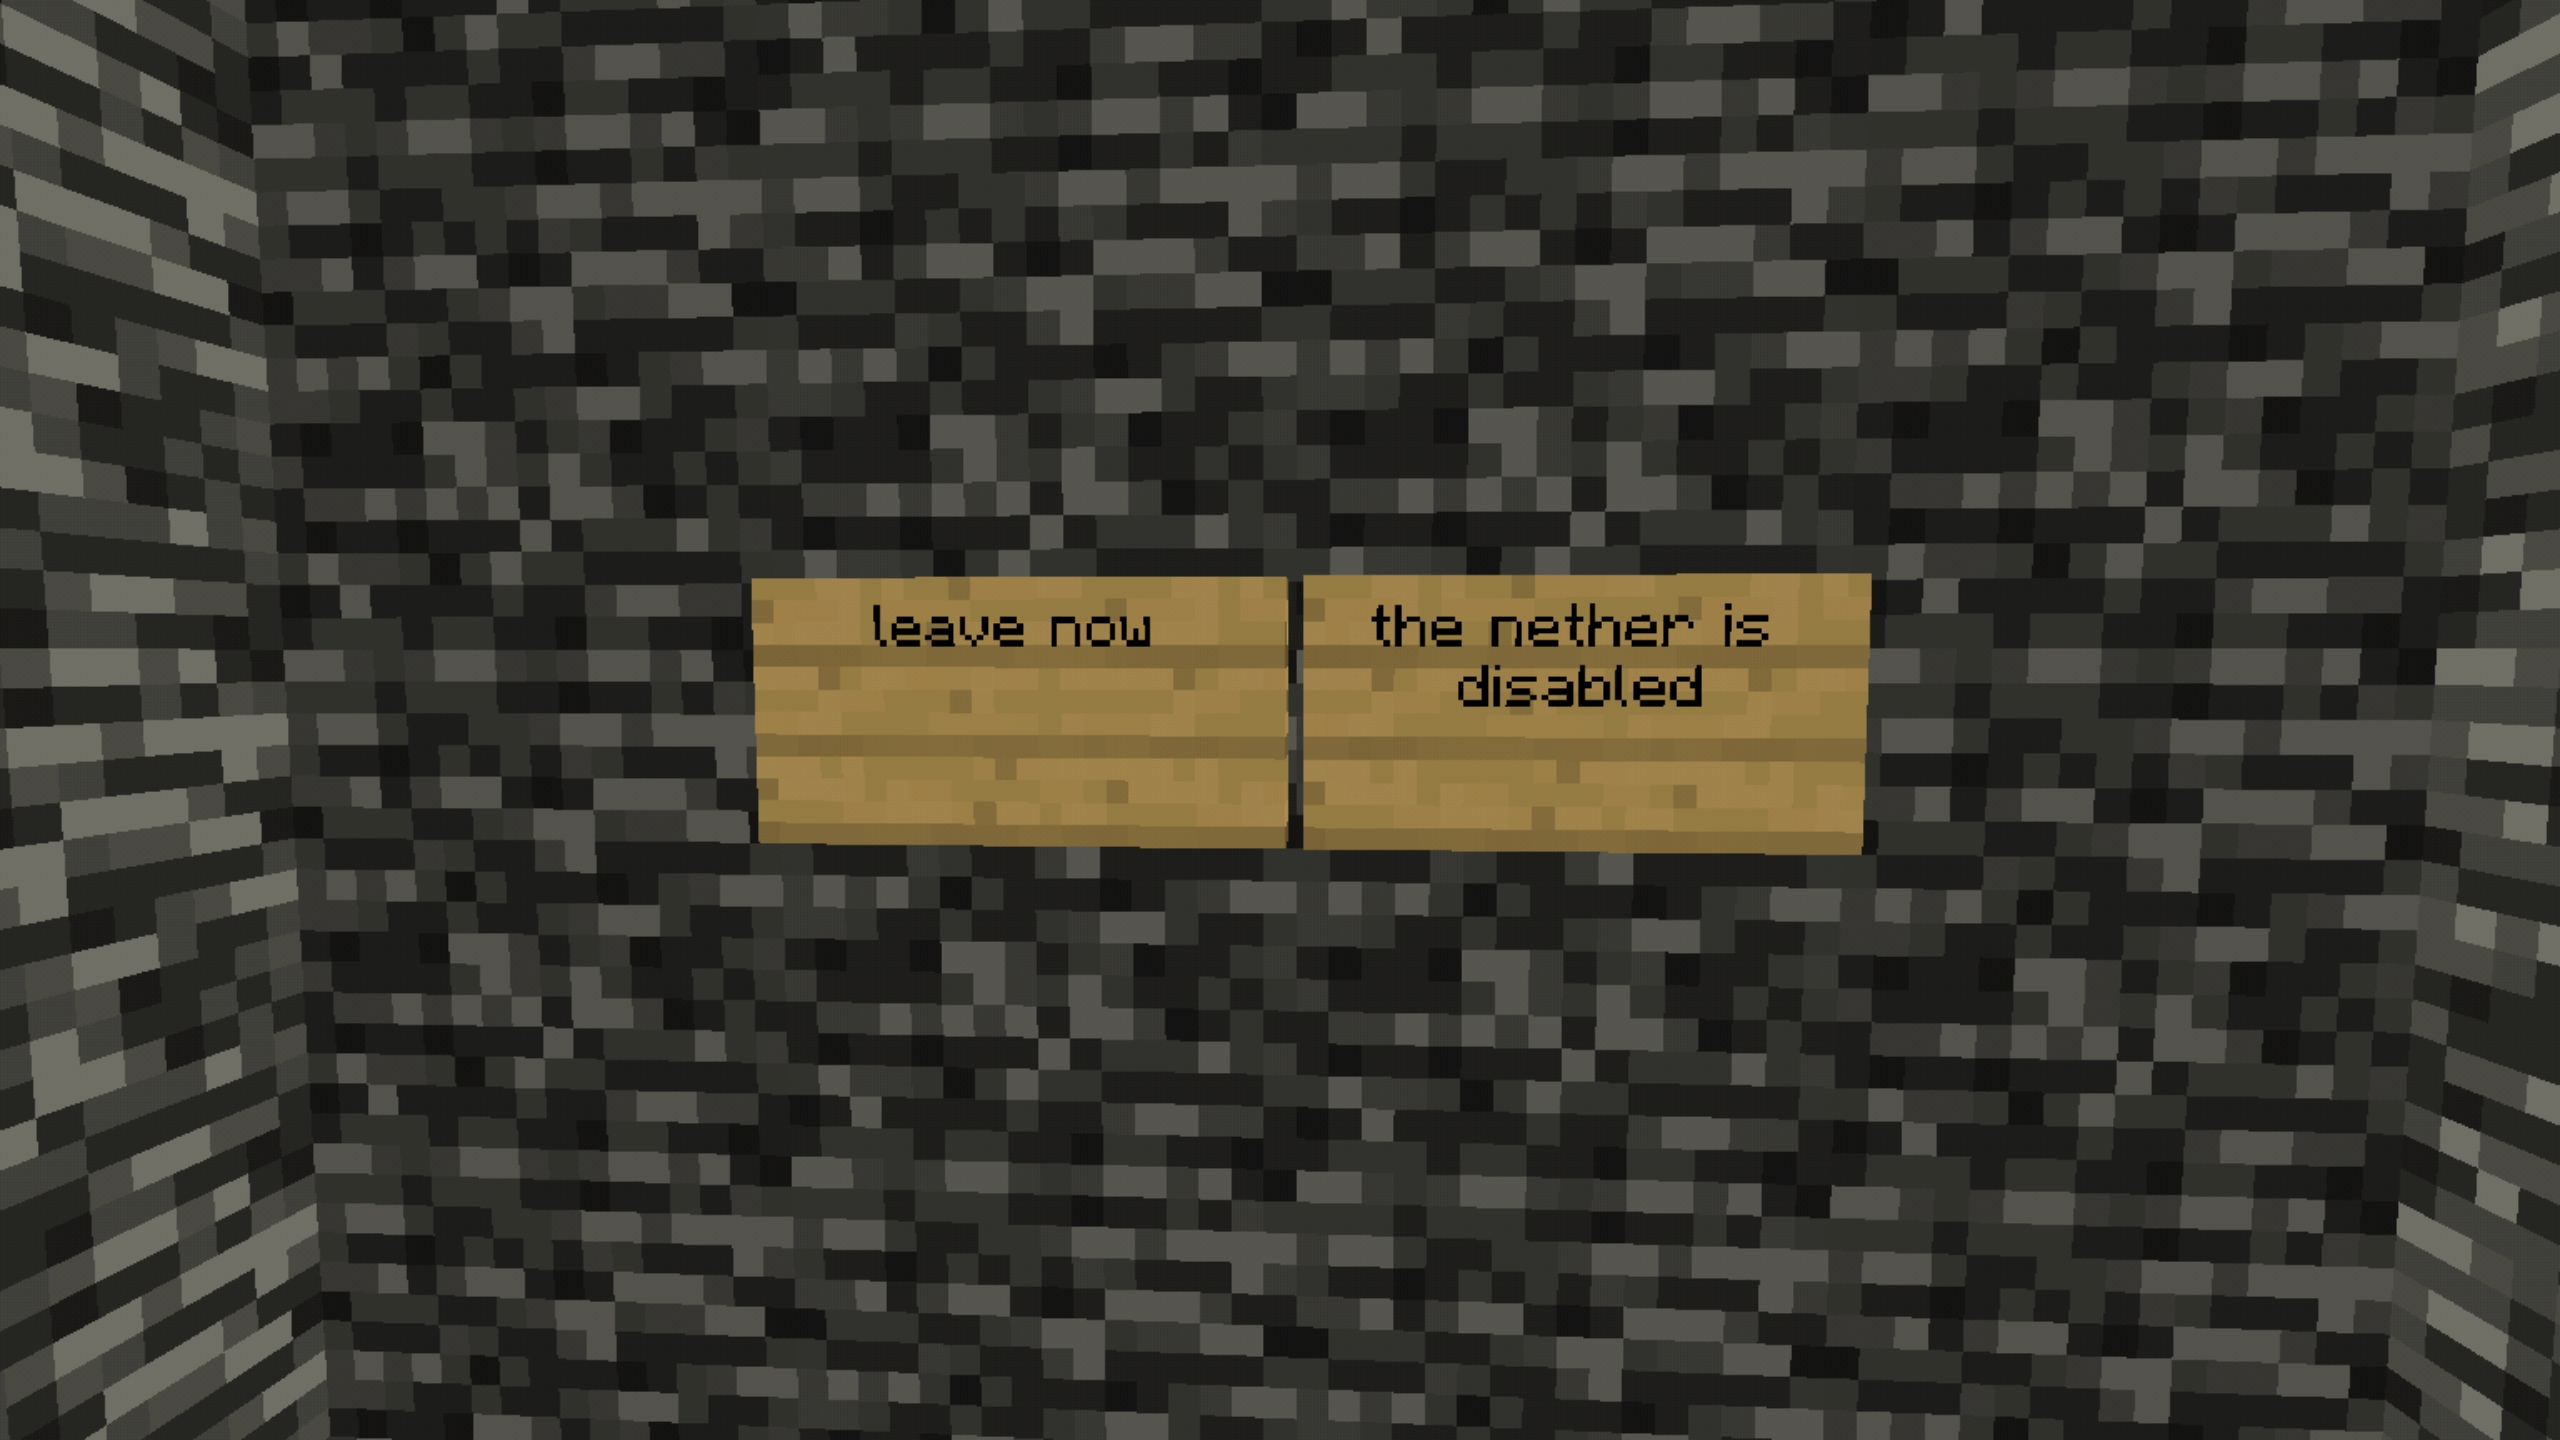 leave now
the nether is
disabled